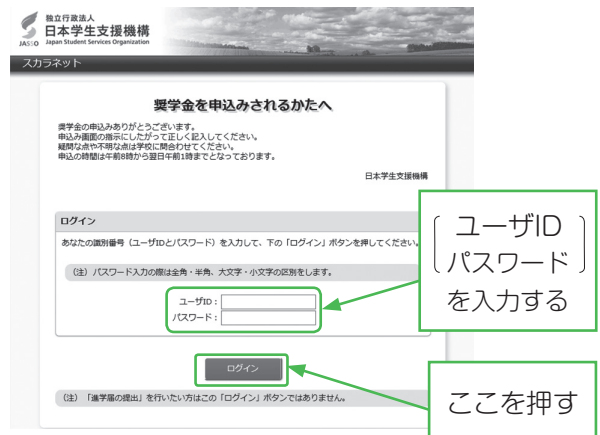 独立行政法人
日本学生支援機構
Japan Student Services Organization
JASSO
スカラネット
奨学金を申込みされるかたへ
奨学金の申込みありがとうございます。
申込み画面の指示にしたがって正しく記入してください。
疑問な点や不明な点は学校に問合わせてください。
申込の時間は午前8時から翌日午前1時までとなっております。
日本学生支援機構
ログイン
あなたの識別番号（ユーザIDとパスワード）を入力して、下の「ログイン」ボタンを押してください。
（注）パスワード入力の際は全角・半角、大文字・小文字の区別をします。
ユーザID：
パスワード：
ユーザID
パスワード
を入力する
ログイン
ここを押す
（注）「進学届の提出」を行いたい方はこの「ログイン」ボタンではありません。